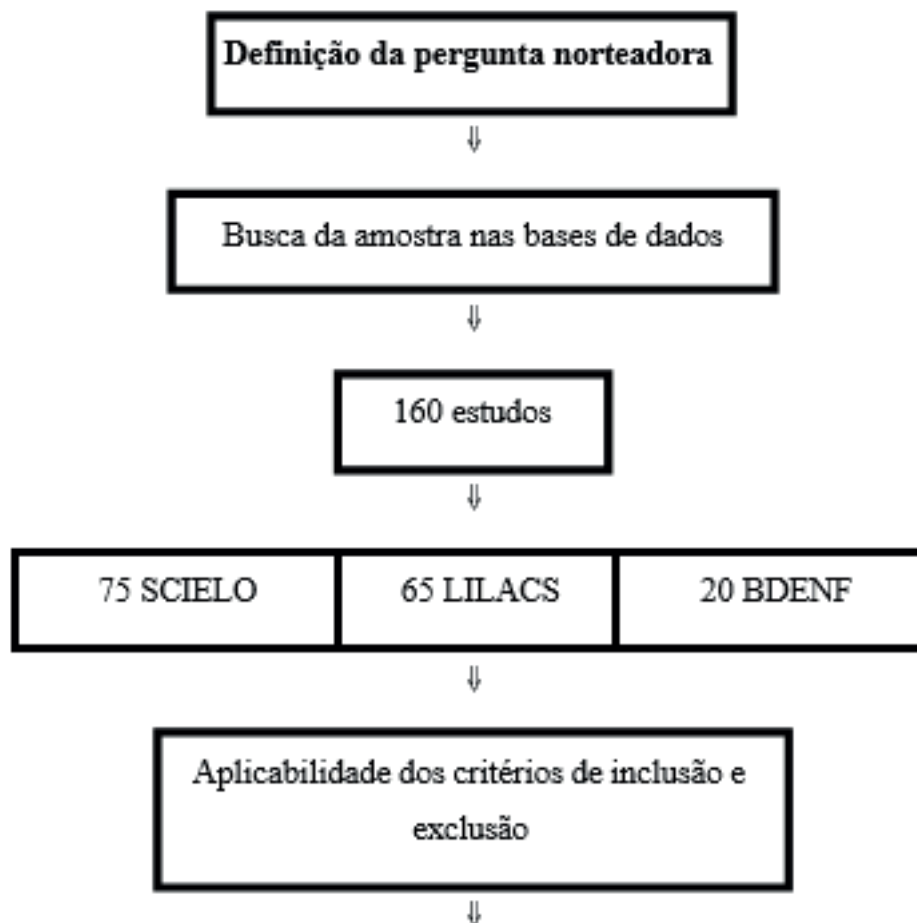 Definição da pergunta norteadora
⇓
Busca da amostra nas bases de dados
⇓
160 estudos
⇓
75 SCIELO 65 LILACS 20 BDENF
⇓
Aplicabilidade dos critérios de inclusão e
exclusão
⇓